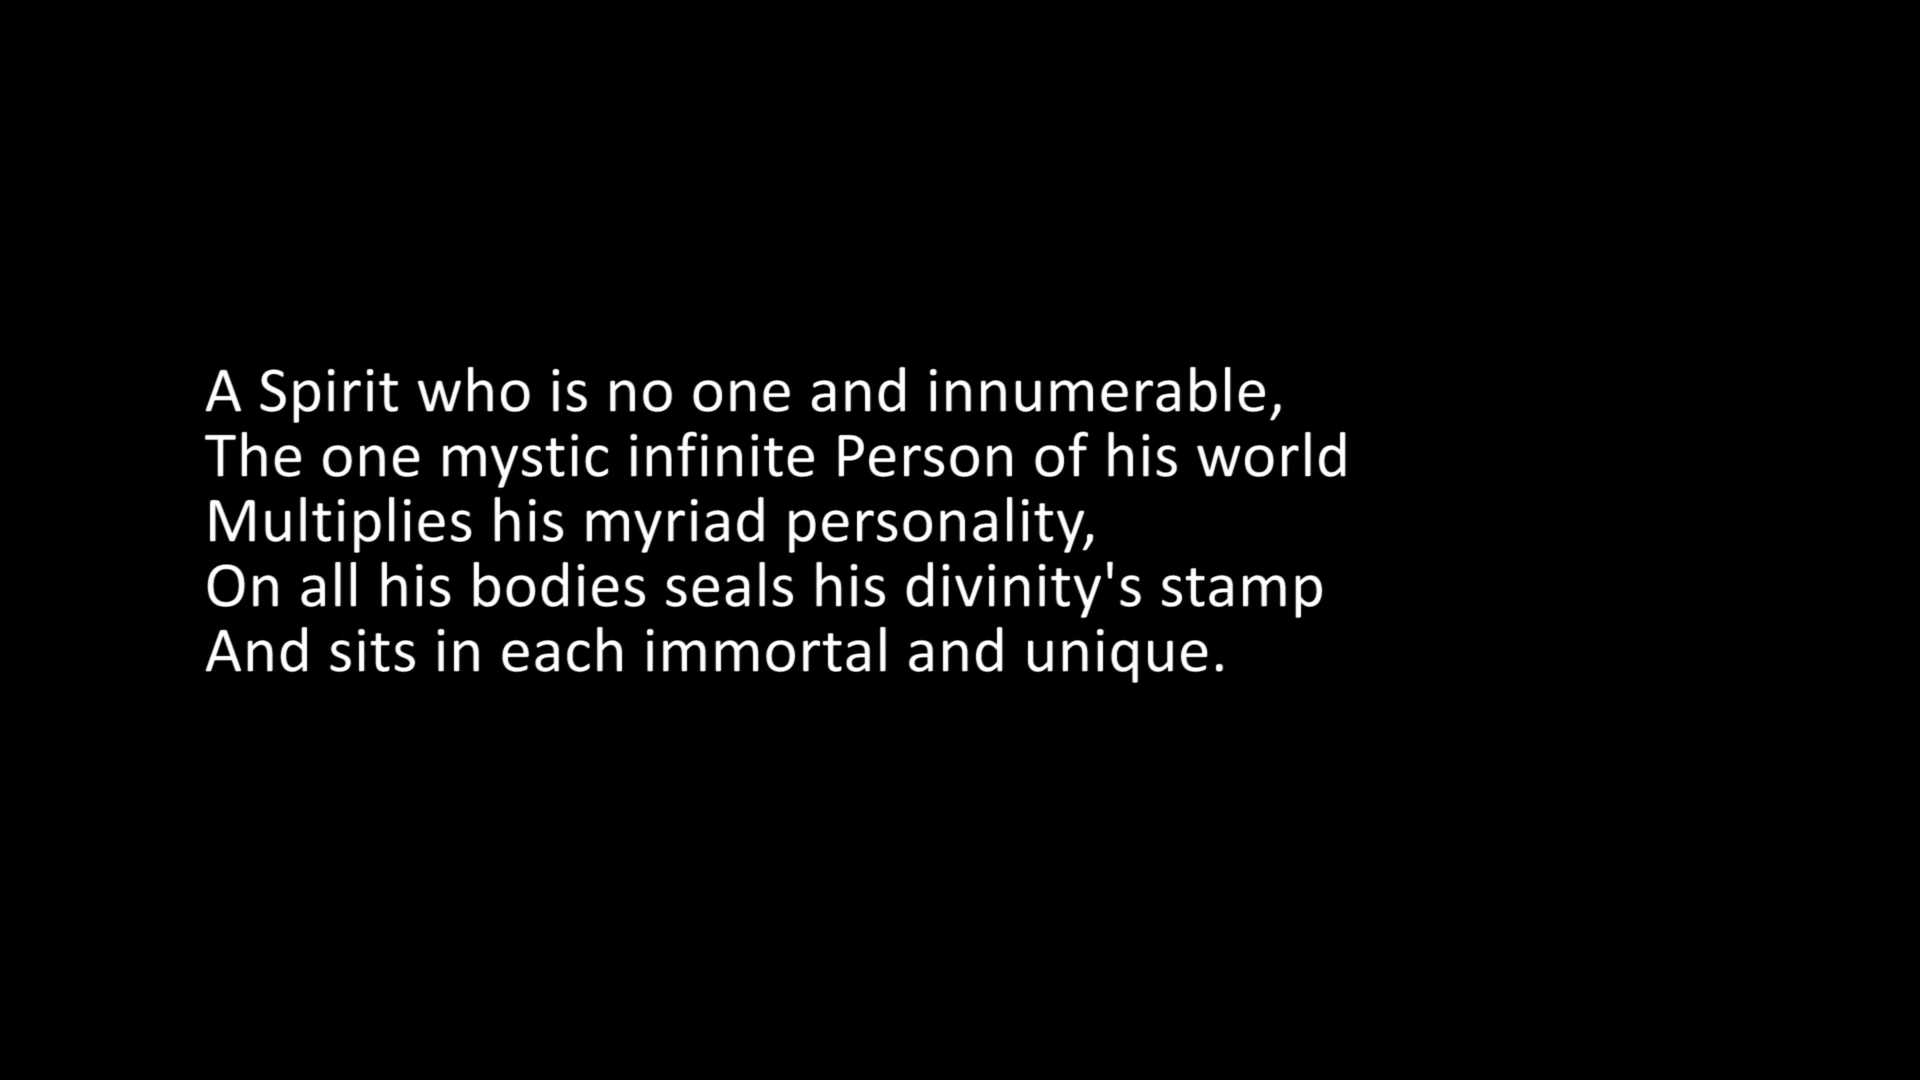 A Spirit who is no one and innumerable,
The one mystic infinite Person of his world
Multiplies his myriad personality,
On all his bodies seals his divinity's stamp
And sits in each immortal and unique.